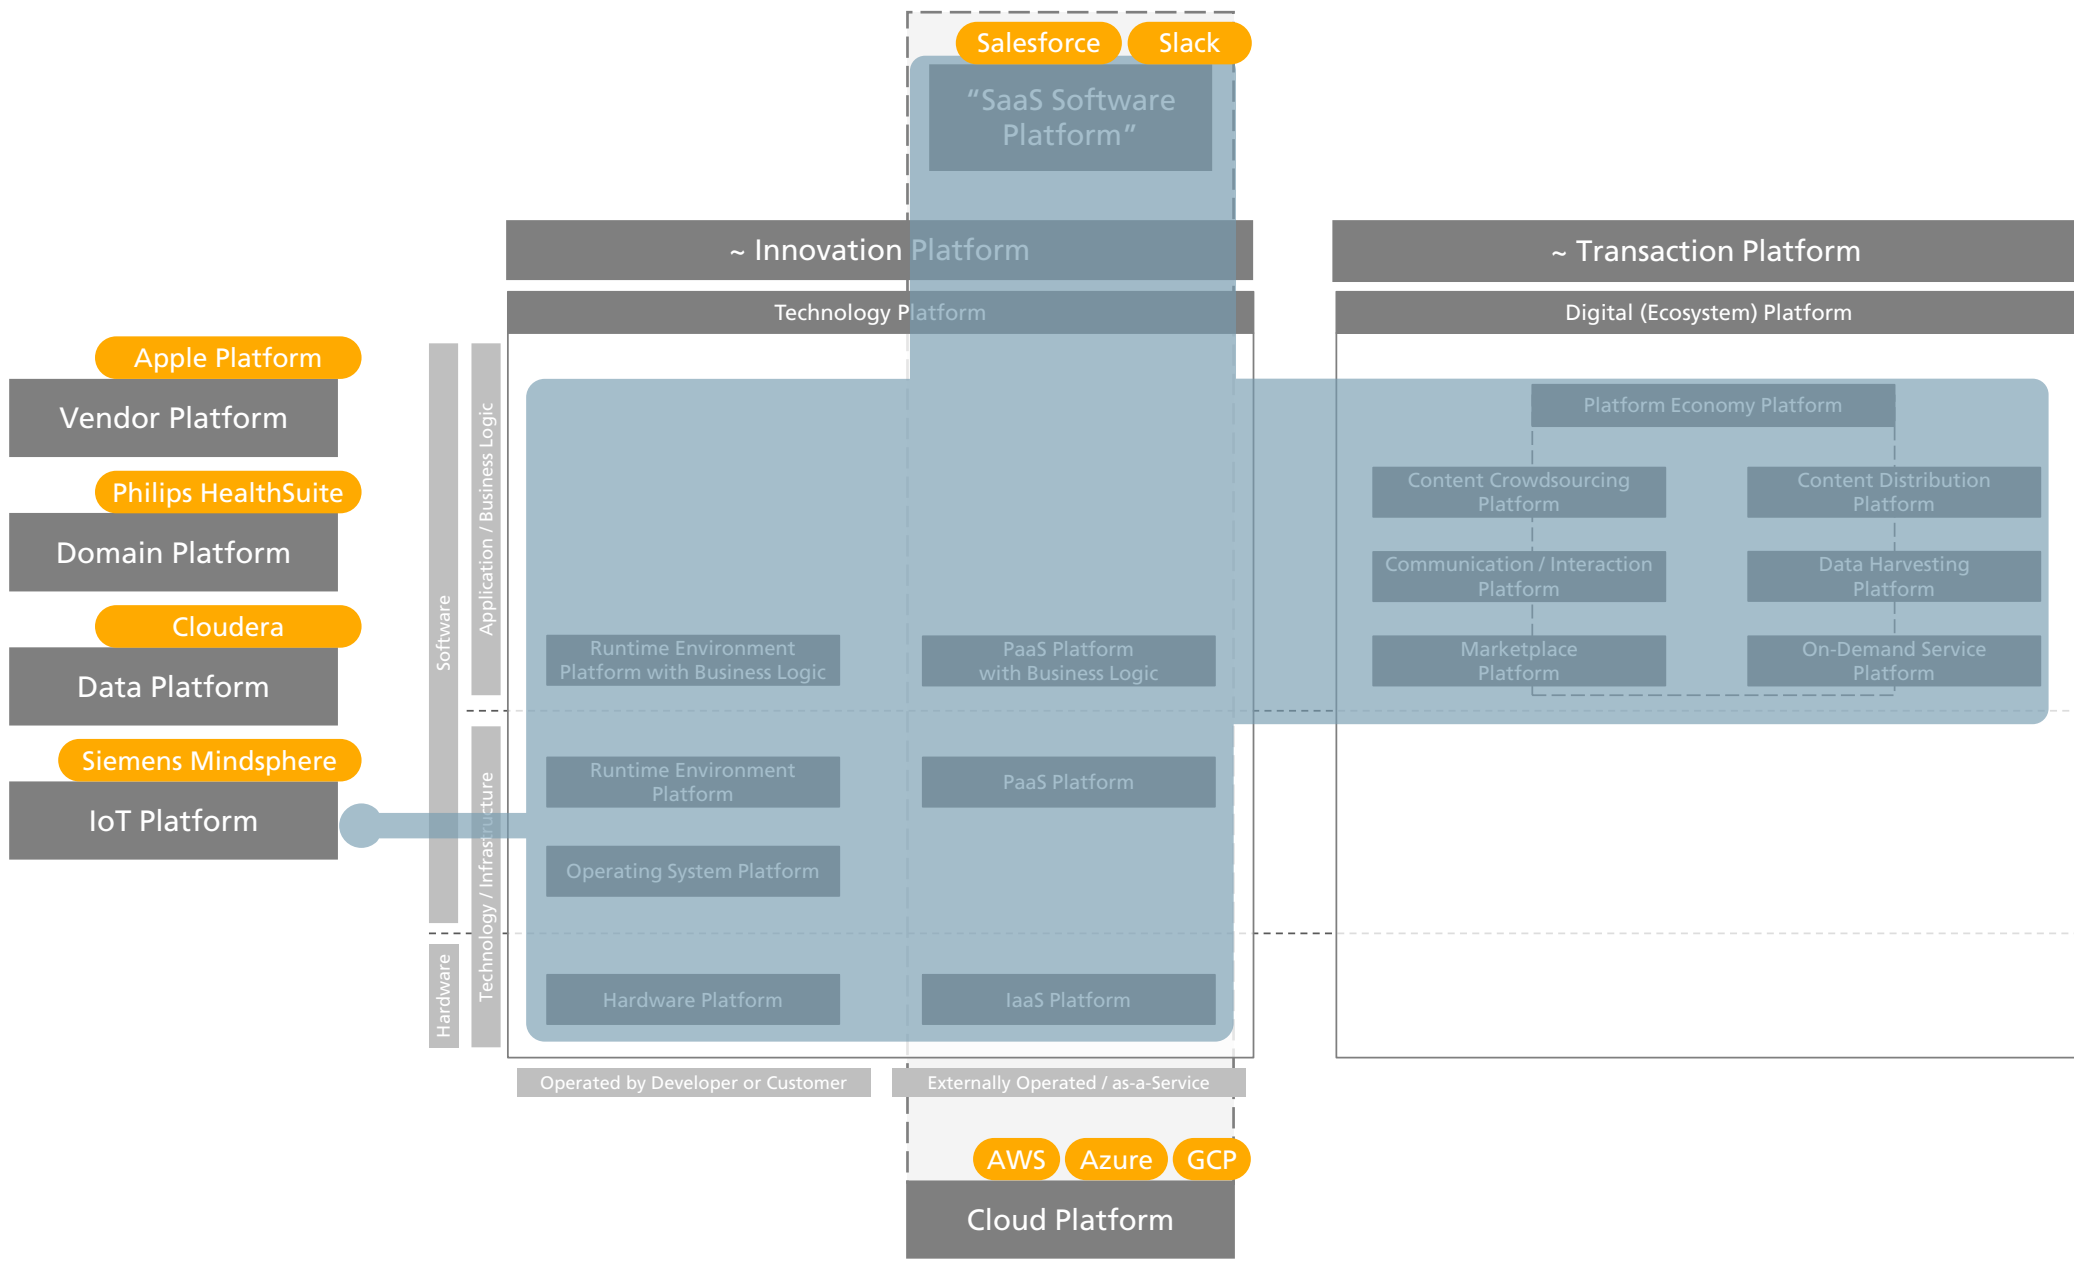 Salesforce
Slack
“SaaS Software
Platform”
~ Innovation Platform
~ Transaction Platform
Technology Platform
Digital (Ecosystem) Platform
Apple Platform
Vendor Platform
Philips HealthSuite
Domain Platform
Cloudera
Data Platform
Siemens Mindsphere
IoT Platform
Software
Hardware
Application / Business Logic
Technology / Infrastructure
Runtime Environment
Platform with Business Logic
PaaS Platform
with Business Logic
Runtime Environment
Platform
PaaS Platform
Operating System Platform
Hardware Platform
IaaS Platform
Platform Economy Platform
Content Crowdsourcing
Platform
Content Distribution
Platform
Communication / Interaction
Platform
Data Harvesting
Platform
Marketplace
Platform
On-Demand Service
Platform
Operated by Developer or Customer
Externally Operated / as-a-Service
AWS
Azure
GCP
Cloud Platform